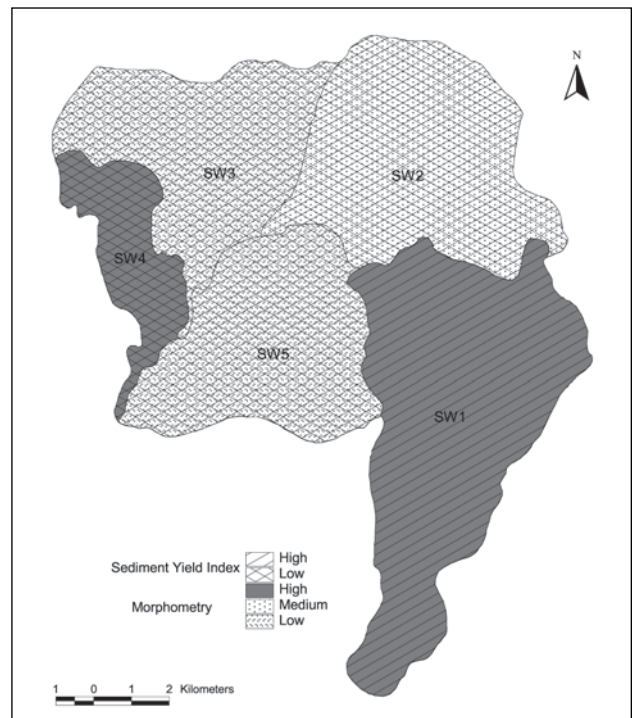 N
SW3
SW2
SW4
SW5
SW1
Sediment Yield Index
High
Low
Morphometry
High
Medium
Low
1 0 1 2 Kilometers